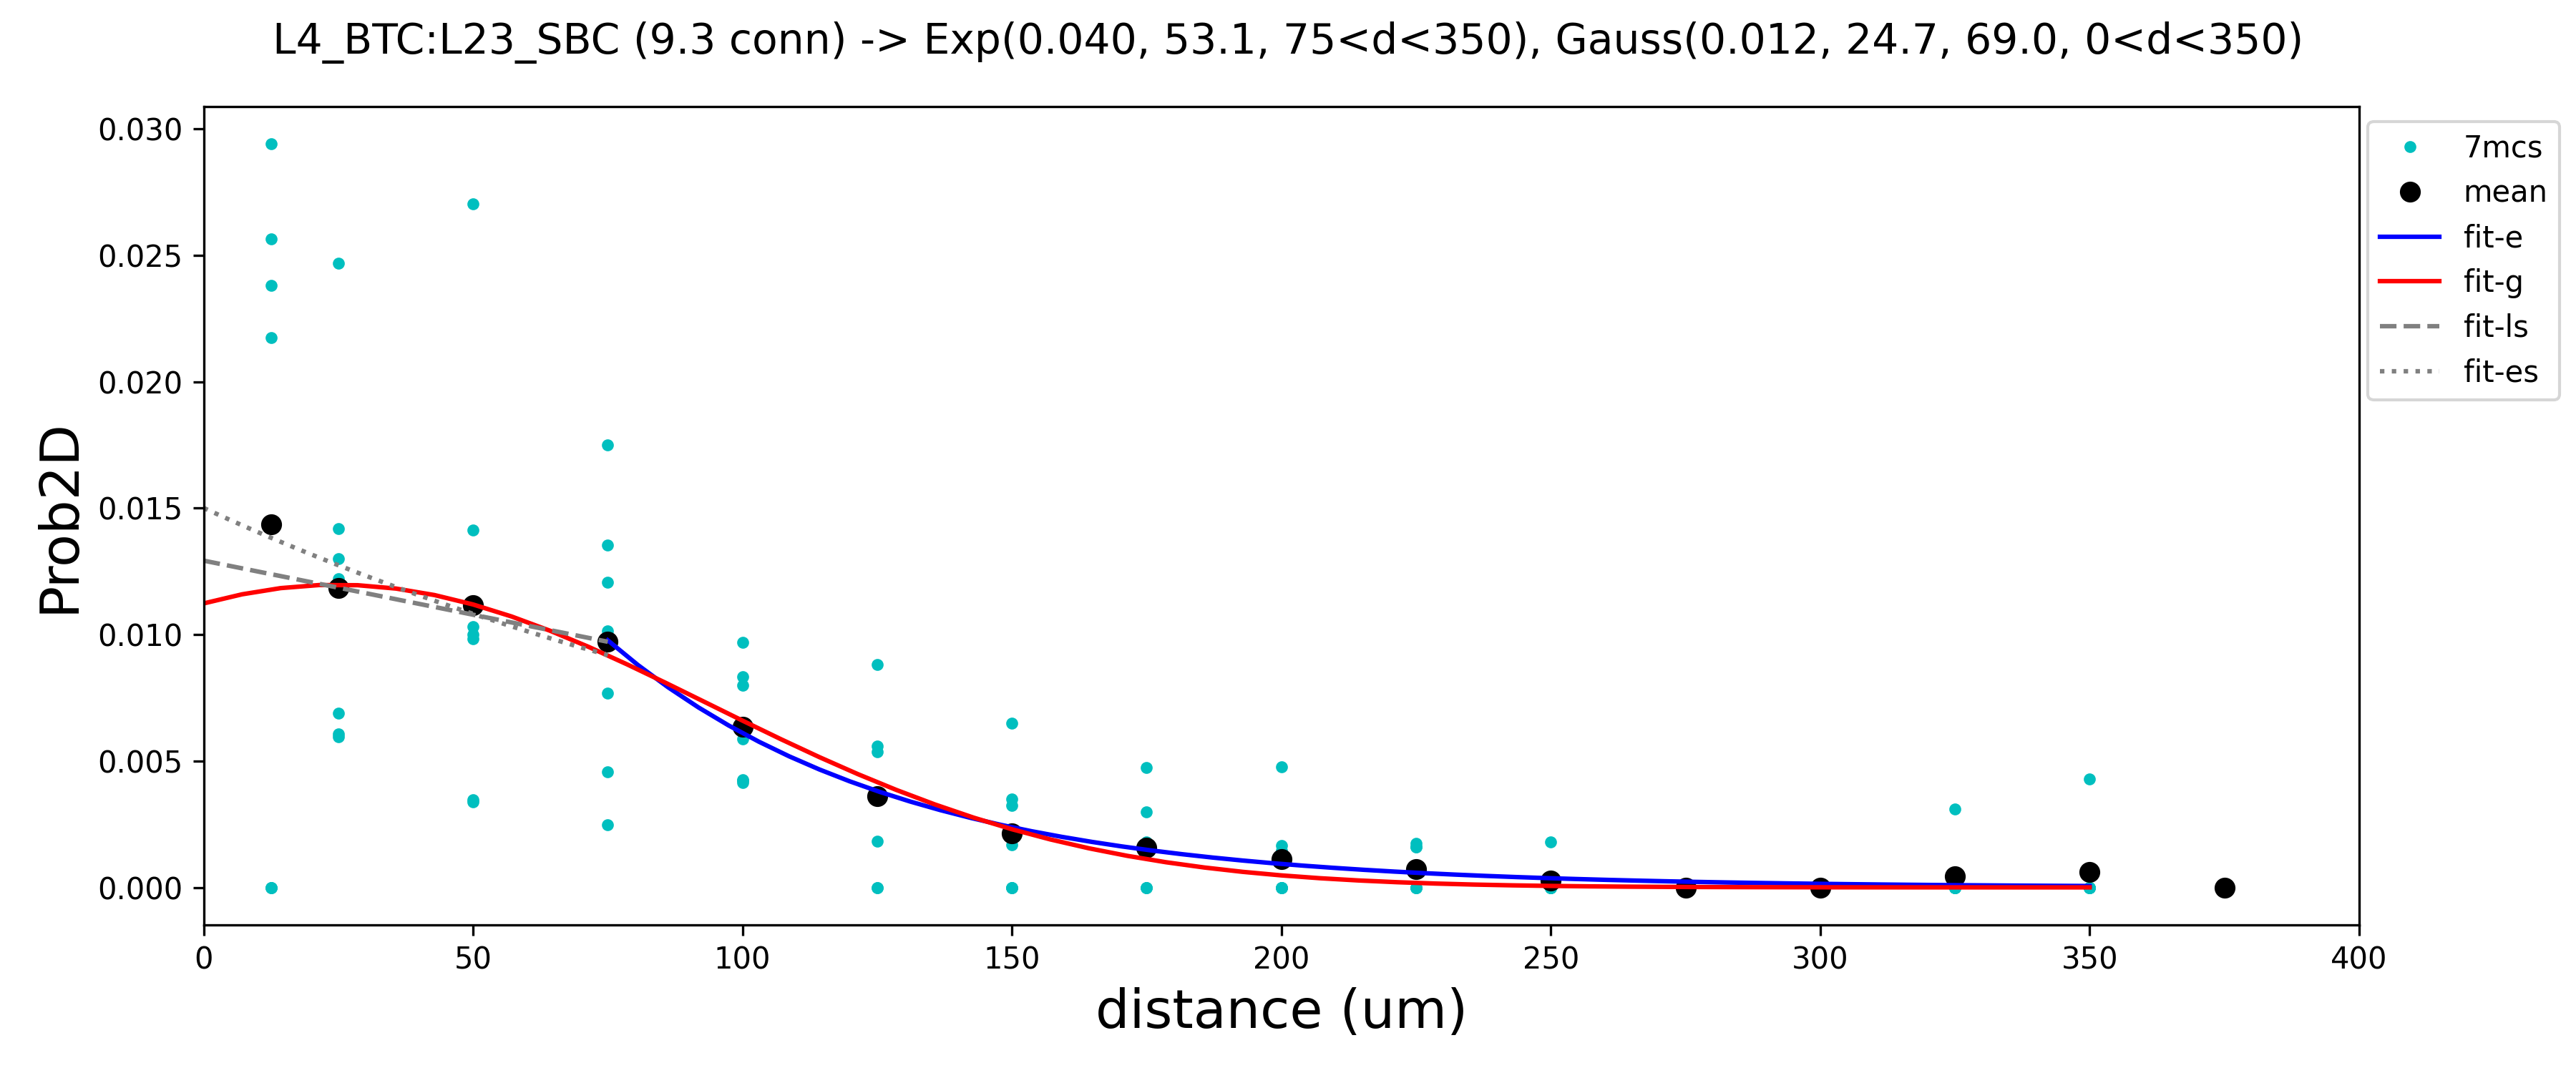 L4_BTC:L23_SBC (9.3 conn) -> Exp(0.040, 53.1, 75<d<350), Gauss(0.012, 24.7, 69.0, 0<d<350)
0.030
0.025
0.020
0.015
0.010
0.005
0.000
Prob2D
0 50 100 150 200 250 300 350 400
distance (um)
7mcs
mean
fit-e
fit-g
fit-ls
fit-es